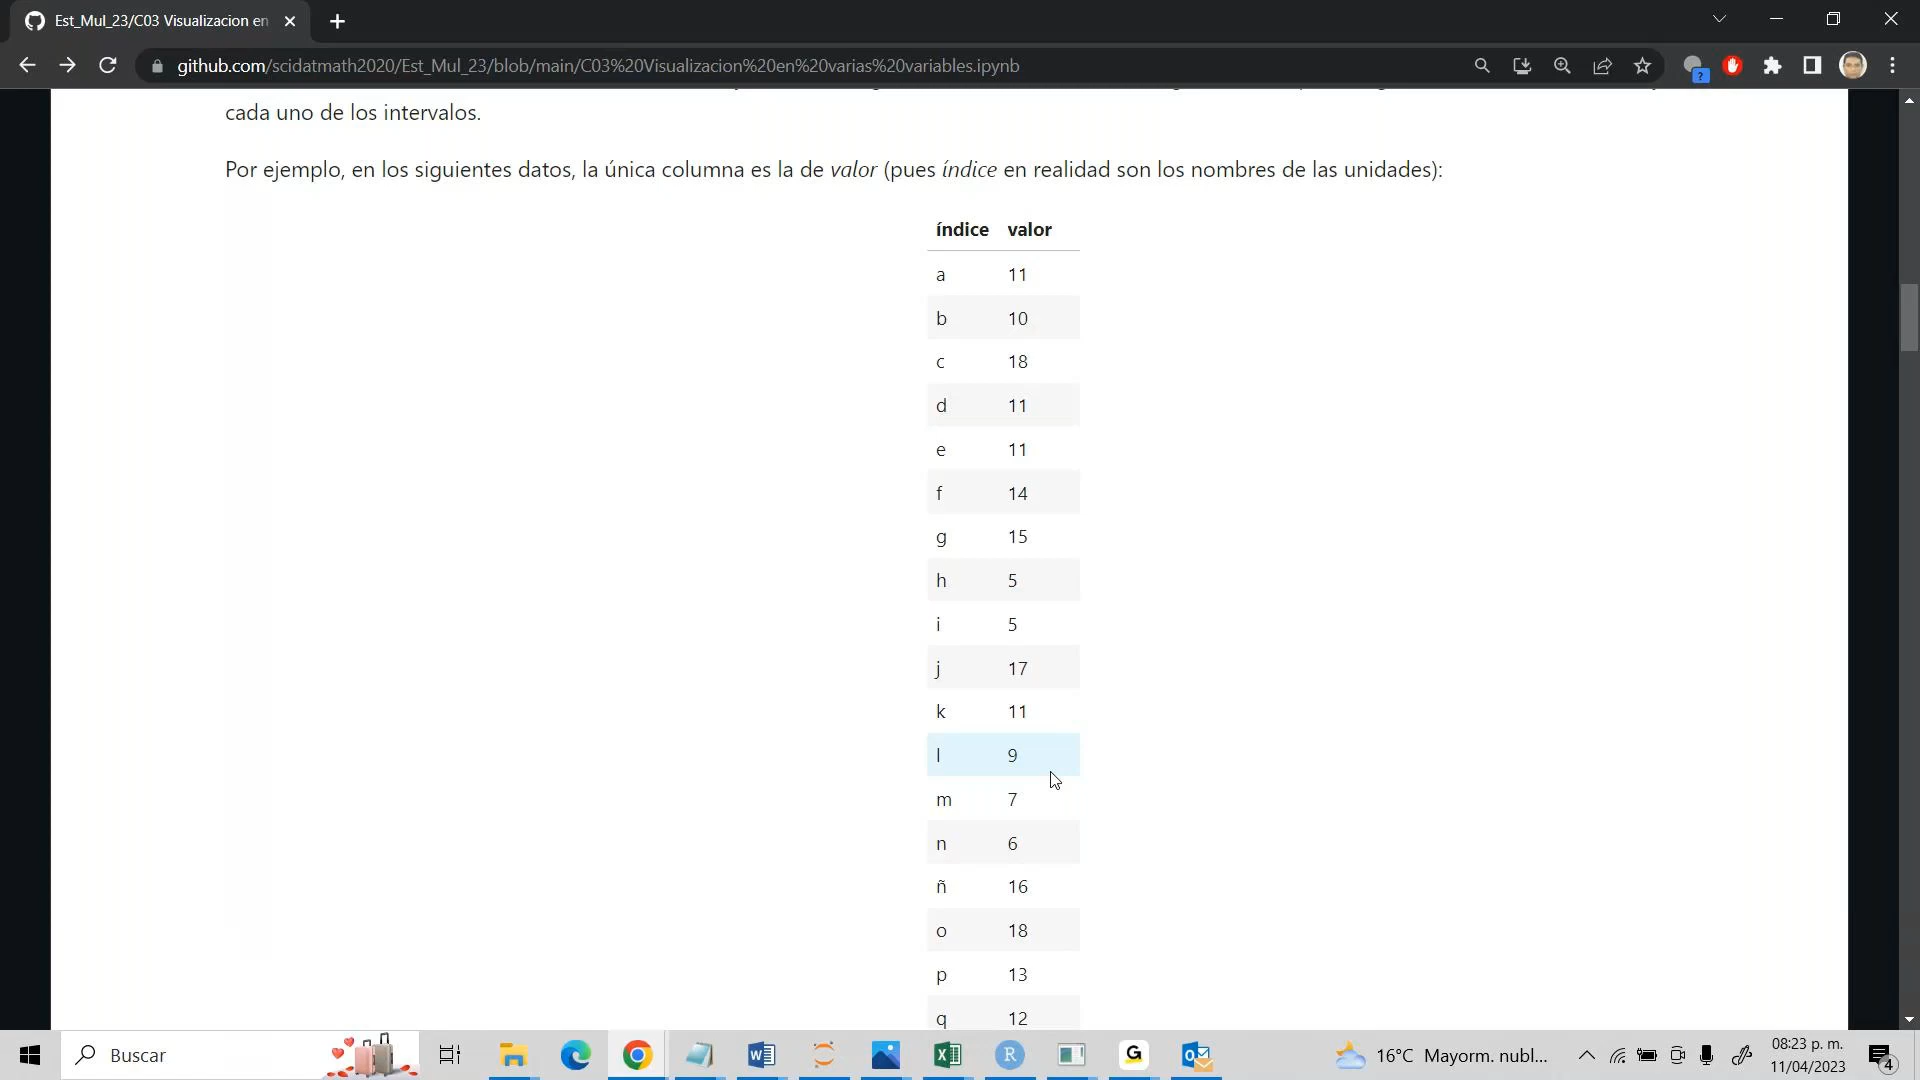 Est_Mul_23/C03 Visualizacion en
github.com/scidatmath2020/Est_Mul_23/blob/main/C03%20Visualizacion%20en%20varias%20variables.ipynb
?
cada uno de los intervalos.
Por ejemplo, en los siguientes datos, la única columna es la de valor (pues índice en realidad son los nombres de las unidades):
índice valor
a 11
b 10
c 18
d 11
e 11
f 14
g 15
h 5
i 5
j 17
k 11
l 9
m 7
n 6
ñ 16
o 18
p 13
q 12
Buscar
16°C Mayorm. nubl...
08:23 p. m.
11/04/2023
4